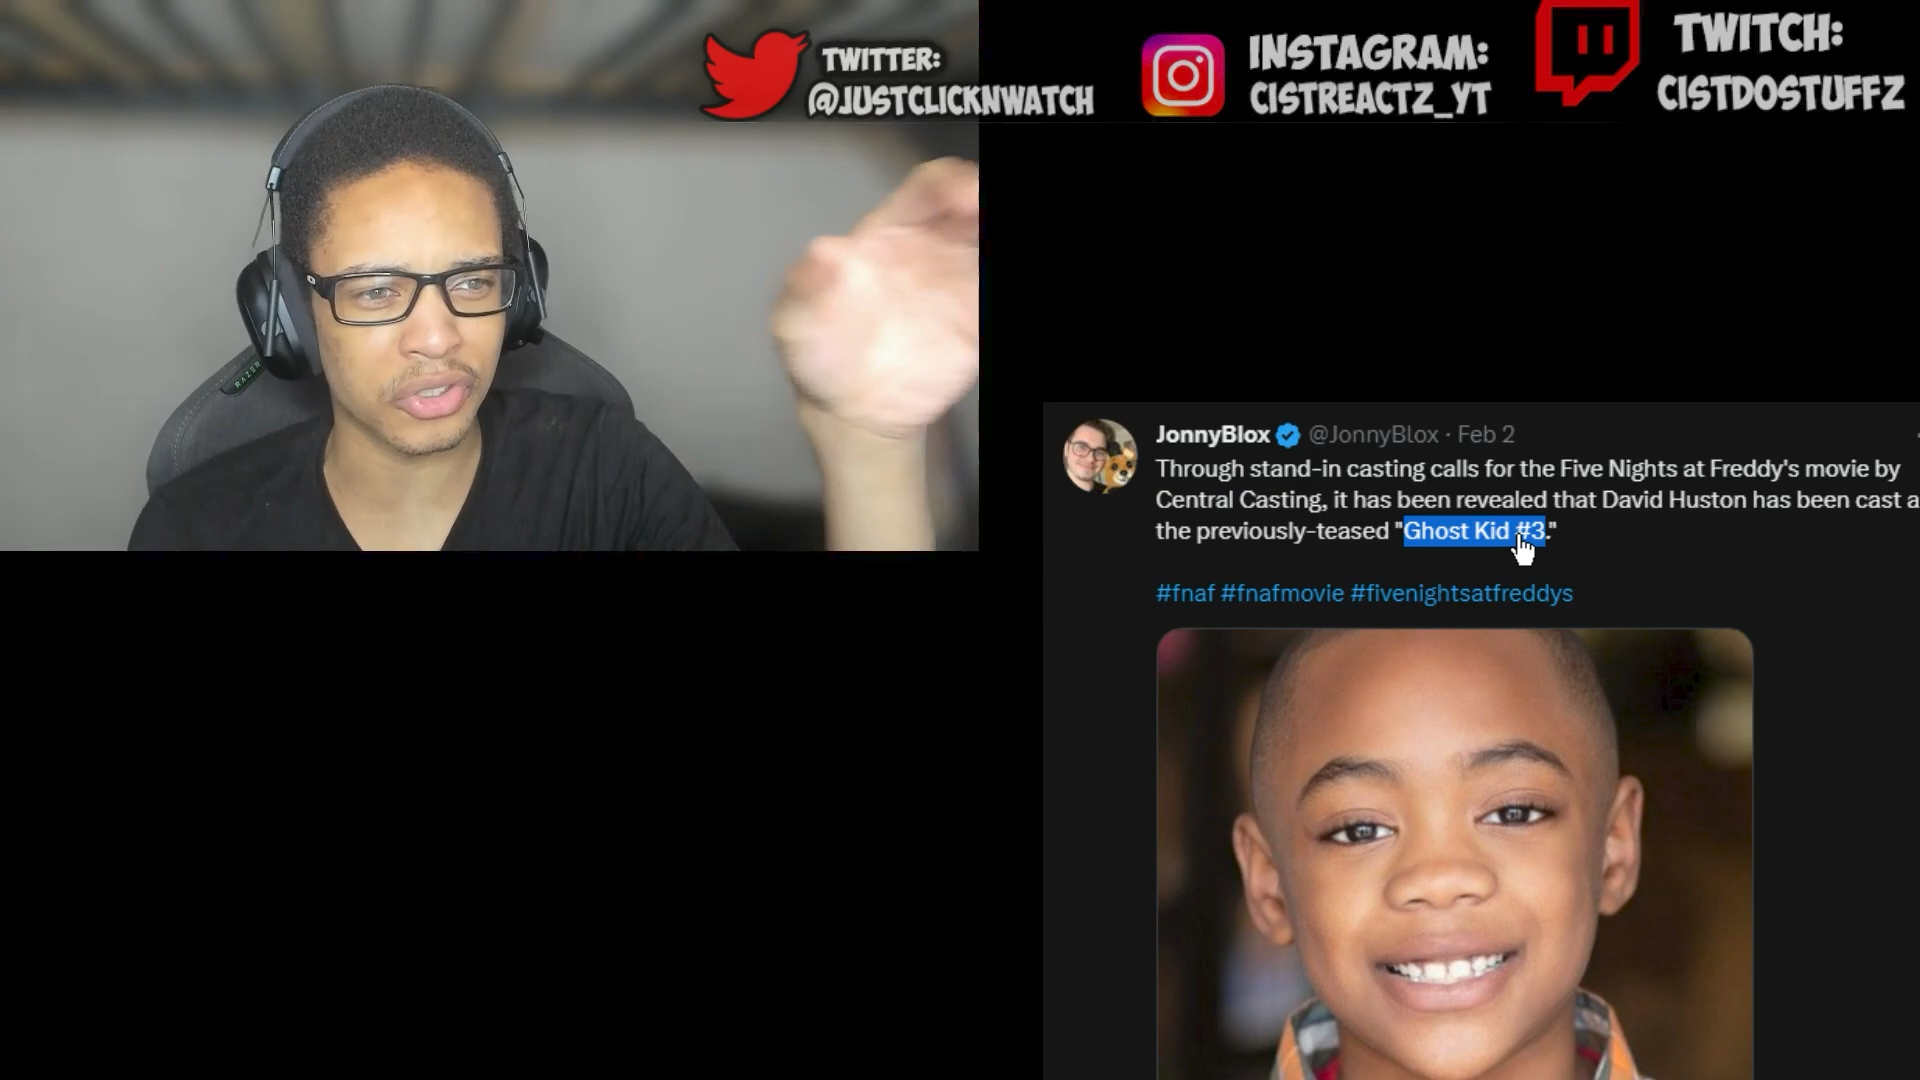 TWITTER:
@JUSTCLICKNWATCH
INSTAGRAM:
CISTREACTZ_YT
TWITCH:
CISTDOSTUFFZ
RAZER
JonnyBlox @JonnyBlox · Feb 2
Through stand-in casting calls for the Five Nights at Freddy's movie by
Central Casting, it has been revealed that David Huston has been cast a
the previously-teased "Ghost Kid #3."
#fnaf #fnafmovie #fivenightsatfreddys